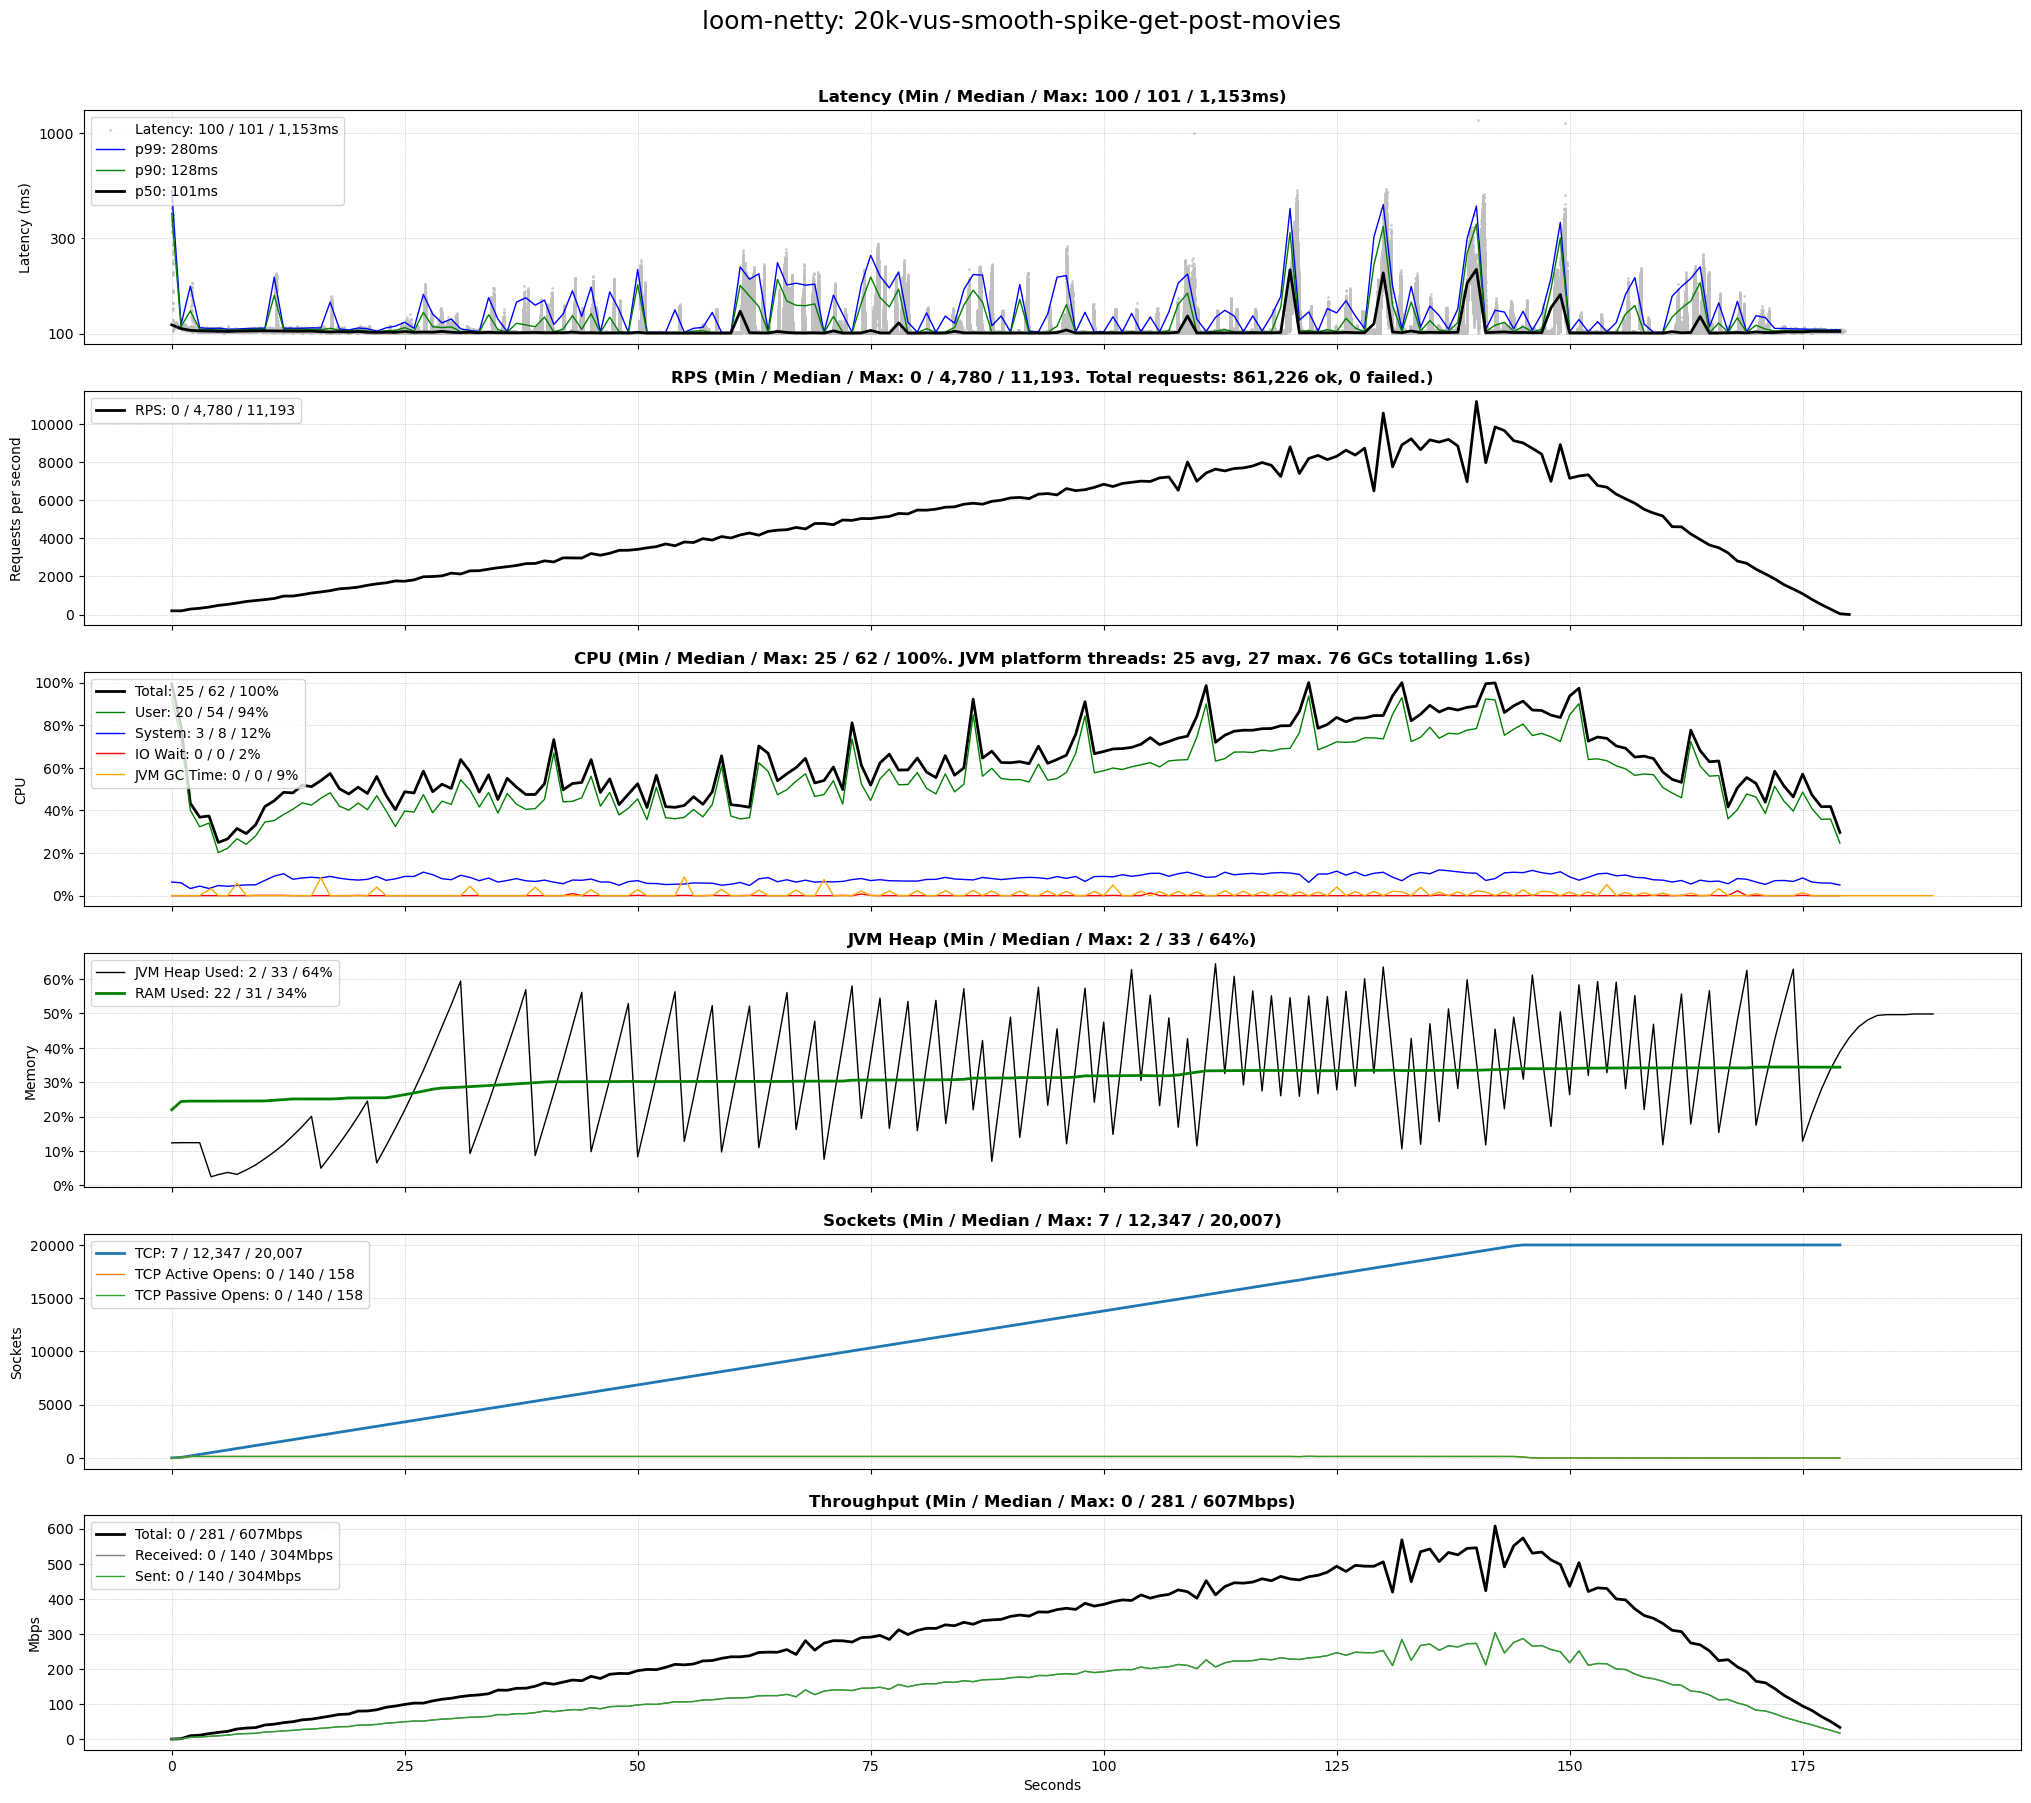 loom-netty: 20k-vus-smooth-spike-get-post-movies
Latency (Min / Median / Max: 100 / 101 / 1,153ms)
Latency: 100 / 101 / 1,153ms
p99: 280ms
p90: 128ms
p50: 101ms
Latency (ms)
1000
300
100
RPS (Min / Median / Max: 0 / 4,780 / 11,193. Total requests: 861,226 ok, 0 failed.)
RPS: 0 / 4,780 / 11,193
Requests per second
10000
8000
6000
4000
2000
0
CPU (Min / Median / Max: 25 / 62 / 100%. JVM platform threads: 25 avg, 27 max. 76 GCs totalling 1.6s)
Total: 25 / 62 / 100%
User: 20 / 54 / 94%
System: 3 / 8 / 12%
IO Wait: 0 / 0 / 2%
JVM GC Time: 0 / 0 / 9%
CPU
100%
80%
60%
40%
20%
0%
JVM Heap (Min / Median / Max: 2 / 33 / 64%)
JVM Heap Used: 2 / 33 / 64%
RAM Used: 22 / 31 / 34%
Memory
60%
50%
40%
30%
20%
10%
0%
Sockets (Min / Median / Max: 7 / 12,347 / 20,007)
TCP: 7 / 12,347 / 20,007
TCP Active Opens: 0 / 140 / 158
TCP Passive Opens: 0 / 140 / 158
Sockets
20000
15000
10000
5000
0
Throughput (Min / Median / Max: 0 / 281 / 607Mbps)
Total: 0 / 281 / 607Mbps
Received: 0 / 140 / 304Mbps
Sent: 0 / 140 / 304Mbps
Mbps
600
500
400
300
200
100
0
0 25 50 75 100 125 150 175
Seconds